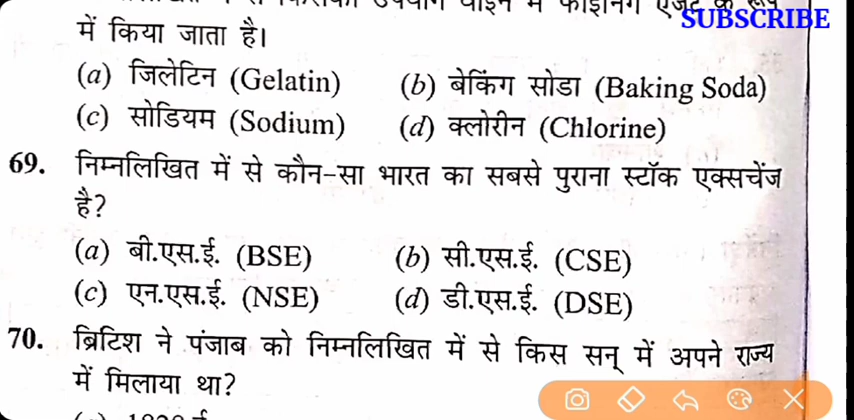 SUBSCRIBE
में किया जाता है।
(a) जिलेटिन (Gelatin) (b) बेकिंग सोडा (Baking Soda)
(c) सोडियम (Sodium) (d) क्लोरीन (Chlorine)
69. निम्नलिखित में से कौन-सा भारत का सबसे पुराना स्टॉक एक्सचेंज
है?
(a) बी.एस.ई. (BSE) (b) सी.एस.ई. (CSE)
(c) एन.एस.ई. (NSE) (d) डी.एस.ई. (DSE)
70. ब्रिटिश ने पंजाब को निम्नलिखित में से किस सन् में अपने राज्य
में मिलाया था?